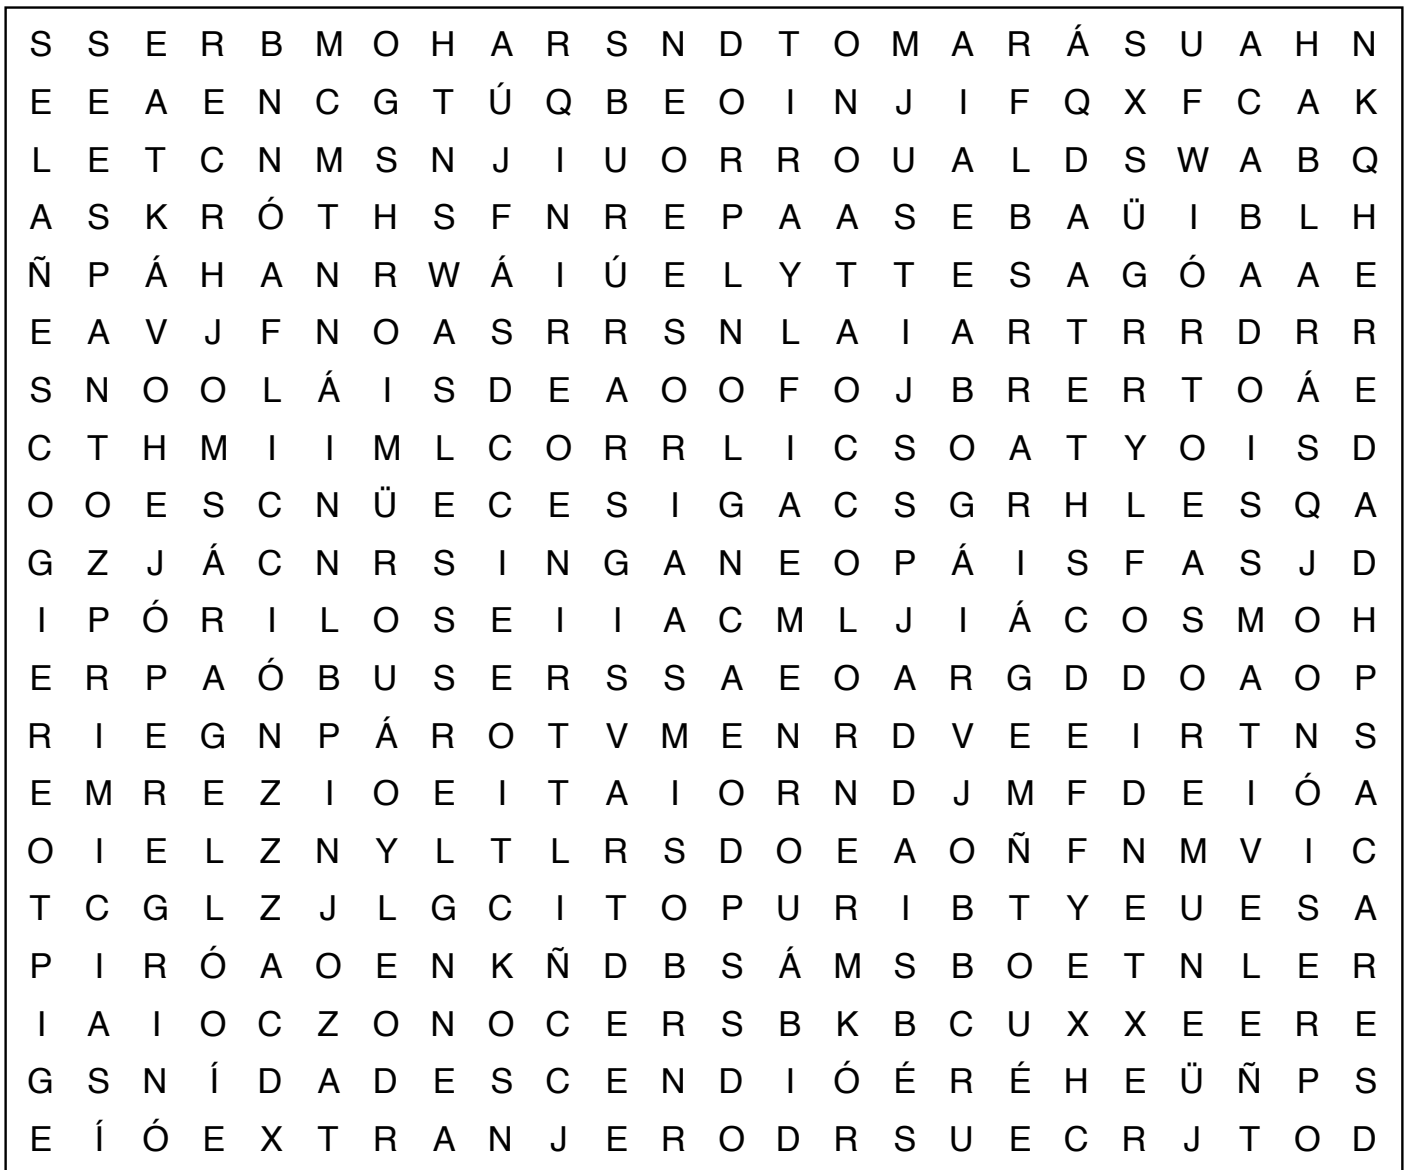 S S E R B M O H A R S N D T O M A R Á S U A H N
E E A E N C G T Ú Q B E O I N J I F Q X F C A K
L E T C N M S N J I U O R R O U A L D S W A B Q
A S K R Ó T H S F N R E P A A S E B A Ü I B L H
Ñ P Á H A N R W Á I Ú E L Y T T E S A G Ó A A E
E A V J F N O A S R R S N L A I A R T R R D R R
S N O O L Á I S D E A O O F O J B R E R T O Á E
C T H M I I M L C O R R L I C S O A T Y O I S D
O O E S C N Ü E C E S I G A C S G R H L E S Q A
G Z J Á C N R S I N G A N E O P Á I S F A S J D
I P Ó R I L O S E I I A C M L J I Á C O S M O H
E R P A Ó B U S E R S S A E O A R G D D O A O P
R I E G N P Á R O T V M E N R D V E E I R T N S
E M R E Z I O E I T A I O R N D J M F D E I Ó A
O I E L Z N Y L T L R S D O E A O Ñ F N M V I C
T C G L Z J L G C I T O P U R I B T Y E U E S A
P I R Ó A O E N K Ñ D B S Á M S B O E T N L E R
I A I O C Z O N O C E R S B K B C U X X E E R E
G S N Í D A D E S C E N D I Ó É R É H E Ü Ñ P S
E Í Ó E X T R A N J E R O D R S U E C R J T O D